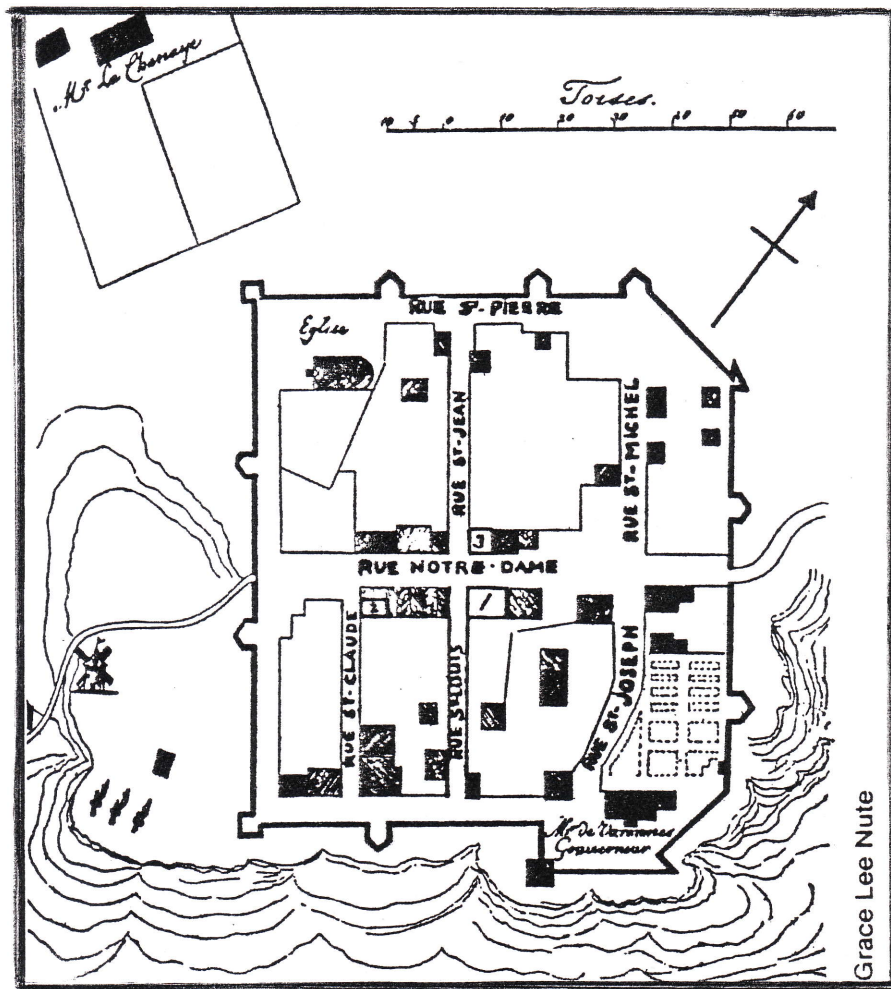 Mr La Chesnaye
Toises.
10 5 0 10 20 30 40 50 60
RUE ST-PIERRE
Eglise
RUE ST-JEAN
RUE ST-MICHEL
3
RUE NOTRE-DAME
2
1
RUE ST-CLAUDE
RUE ST-LOUIS
RUE ST-JOSEPH
Mr De Varennes
Gouverneur
Grace Lee Nute